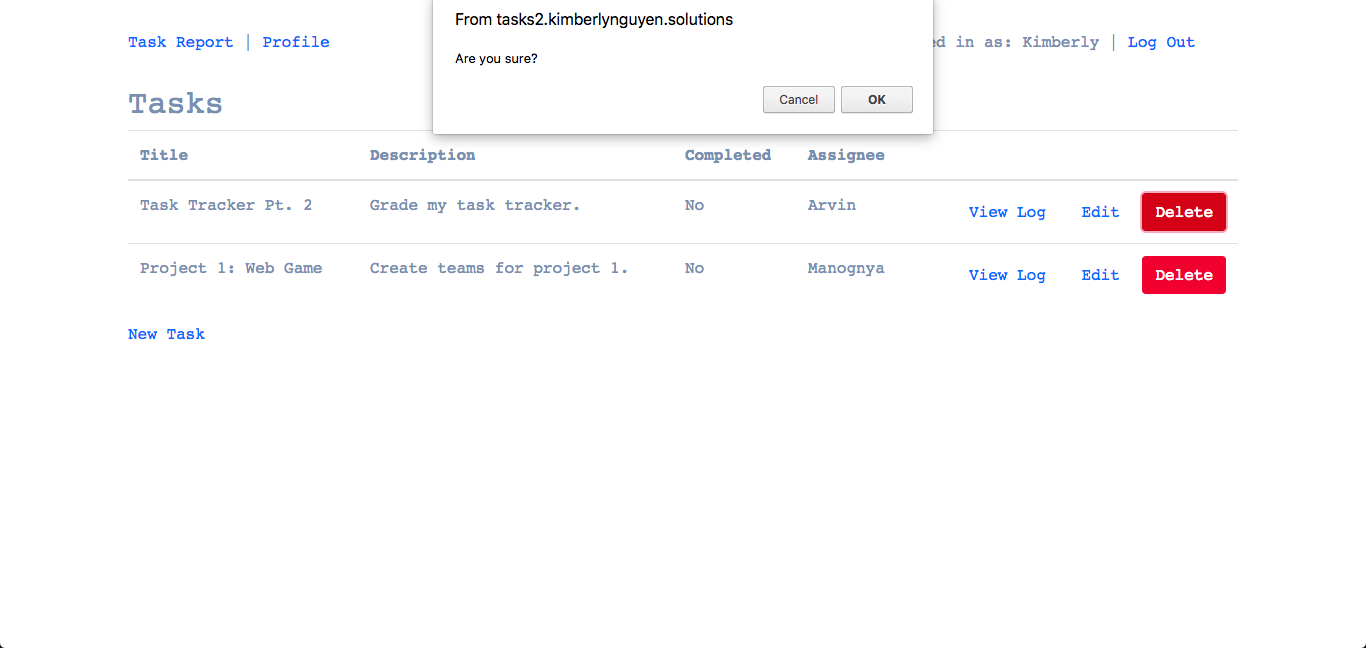 From tasks2.kimberlynguyen.solutions
Are you sure?
Cancel OK
Task Report | Profile
in as: Kimberly | Log Out
Tasks
Title Description Completed Assignee
Task Tracker Pt. 2 Grade my task tracker. No Arvin View Log Edit Delete
Project 1: Web Game Create teams for project 1. No Manognya View Log Edit Delete
New Task